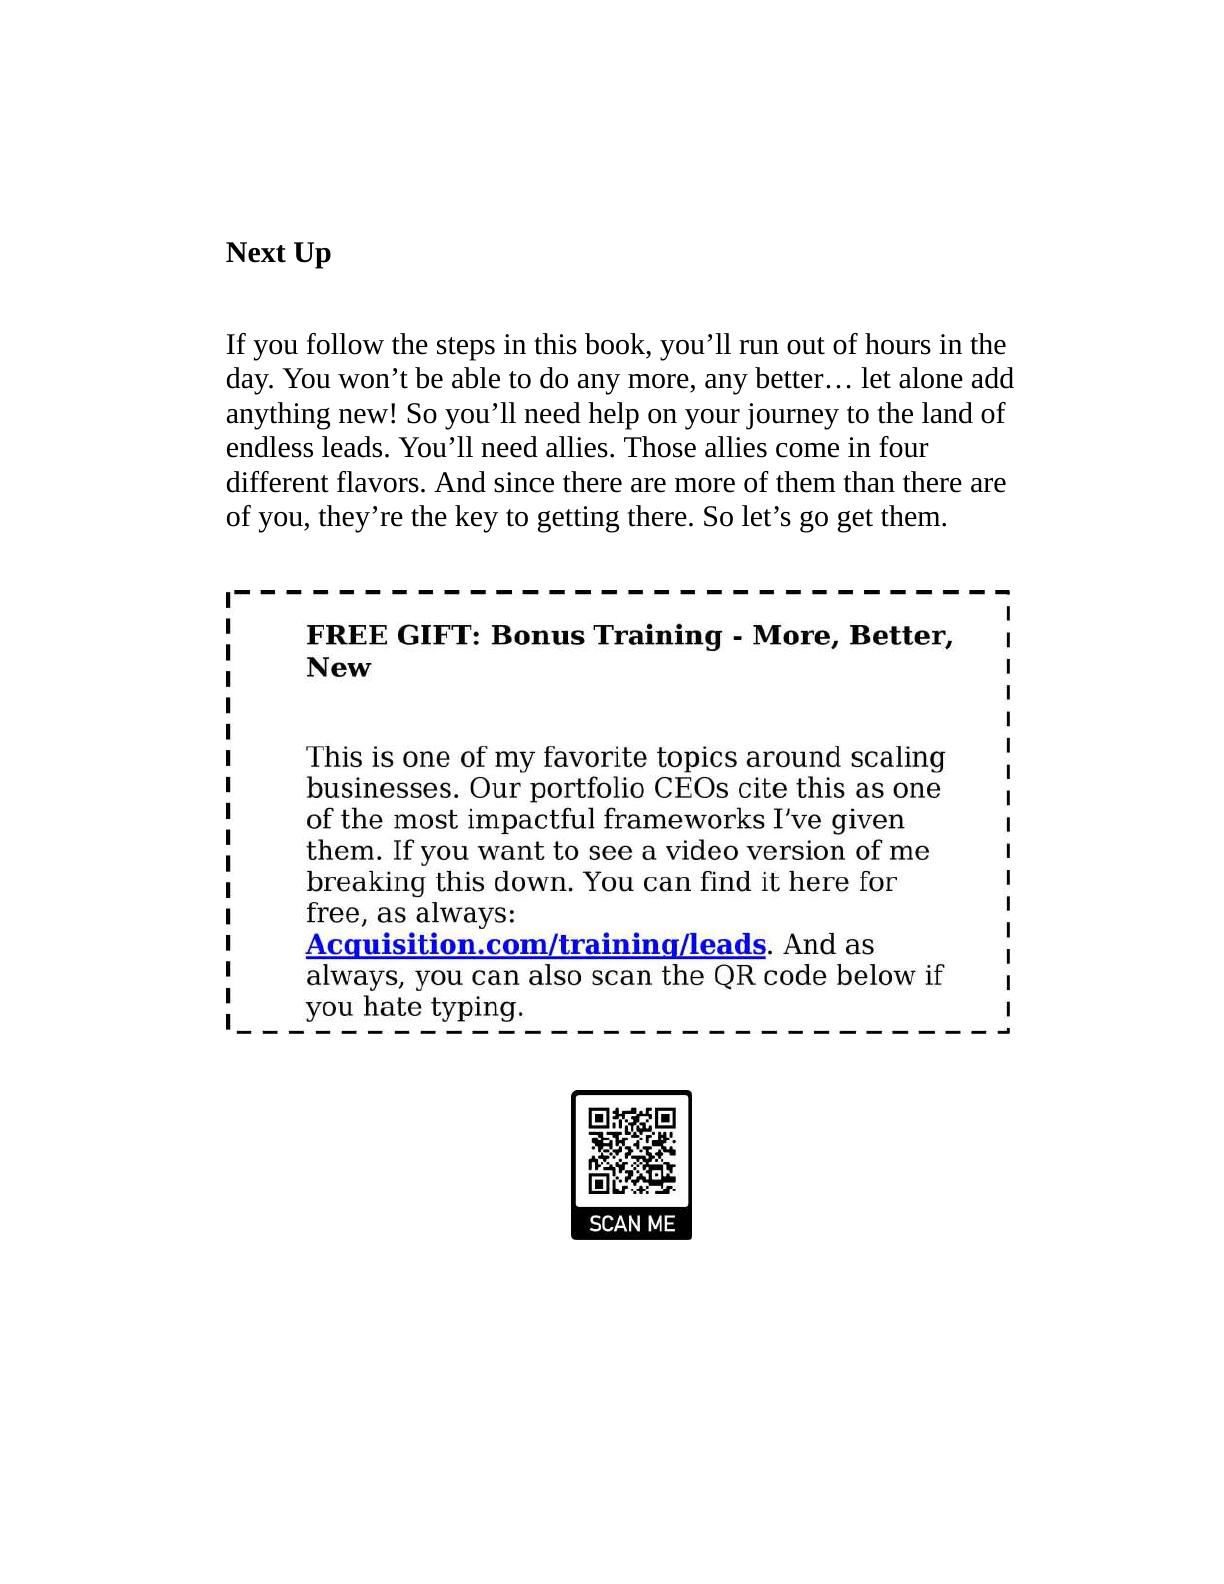 Next Up
If you follow the steps in this book, you’ll run out of hours in the
day. You won’t be able to do any more, any better… let alone add
anything new! So you’ll need help on your journey to the land of
endless leads. You’ll need allies. Those allies come in four
different flavors. And since there are more of them than there are
of you, they’re the key to getting there. So let’s go get them.
FREE GIFT: Bonus Training - More, Better,
New
This is one of my favorite topics around scaling
businesses. Our portfolio CEOs cite this as one
of the most impactful frameworks I’ve given
them. If you want to see a video version of me
breaking this down. You can find it here for
free, as always:
Acquisition.com/training/leads. And as
always, you can also scan the QR code below if
you hate typing.
SCAN ME